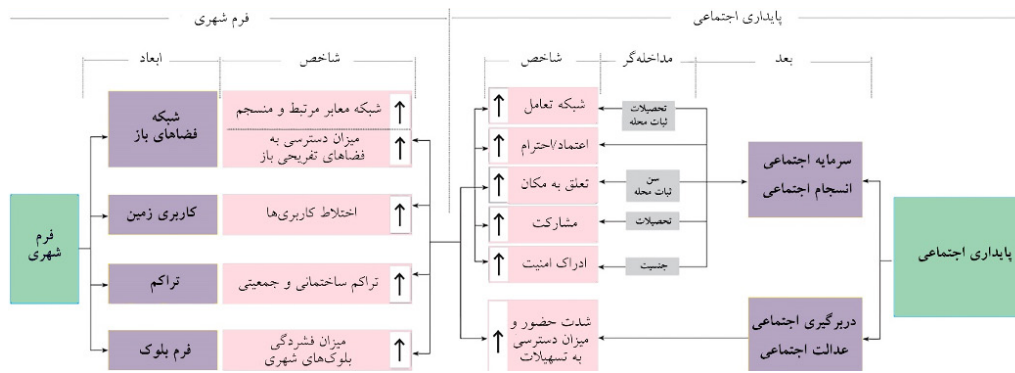 پایداری اجتماعی
فرم شهری
بعد
مداخله‌گر
شاخص
شاخص
ابعاد
پایداری اجتماعی
سرمایه اجتماعی
انسجام اجتماعی
دربرگیری اجتماعی
عدالت اجتماعی
تحصیلات
ثبات محله
سن
ثبات محله
تحصیلات
جنسیت
شبکه تعامل
اعتماد/احترام
تعلق به مکان
مشارکت
ادراک امنیت
شدت حضور و
میزان دسترسی
به تسهیلات
شبکه معابر مرتبط و منسجم
میزان دسترسی به
فضاهای تفریحی باز
اختلاط کاربری‌ها
تراکم ساختمانی و جمعیتی
میزان فشردگی
بلوک‌های شهری
شبکه
فضاهای باز
کاربری زمین
تراکم
فرم بلوک
فرم
شهری